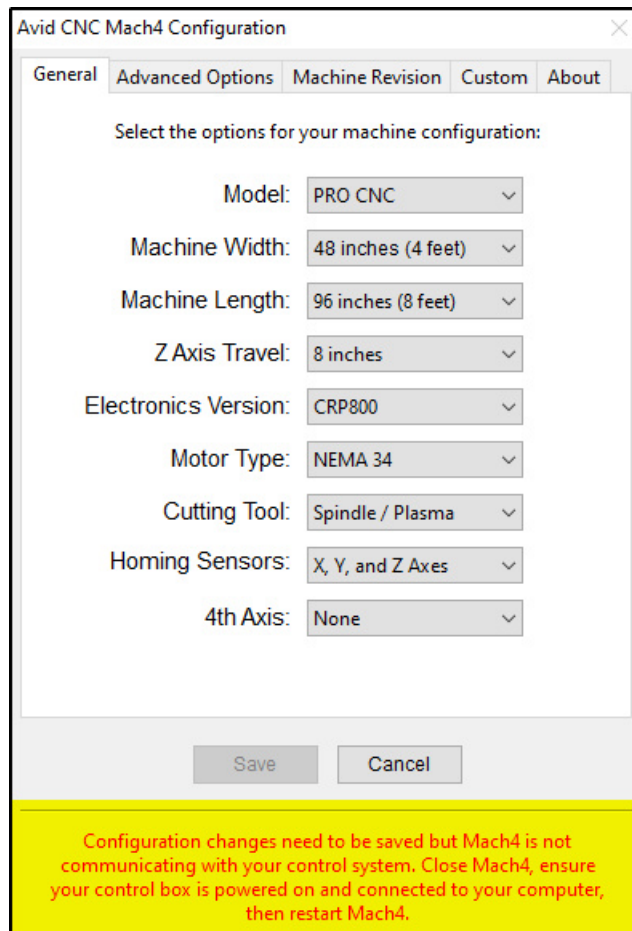 Avid CNC Mach4 Configuration
General Advanced Options Machine Revision Custom About
Select the options for your machine configuration:
Model: PRO CNC
Machine Width: 48 inches (4 feet)
Machine Length: 96 inches (8 feet)
Z Axis Travel: 8 inches
Electronics Version: CRP800
Motor Type: NEMA 34
Cutting Tool: Spindle / Plasma
Homing Sensors: X, Y, and Z Axes
4th Axis: None
Save Cancel
Configuration changes need to be saved but Mach4 is not
communicating with your control system. Close Mach4, ensure
your control box is powered on and connected to your computer,
then restart Mach4.